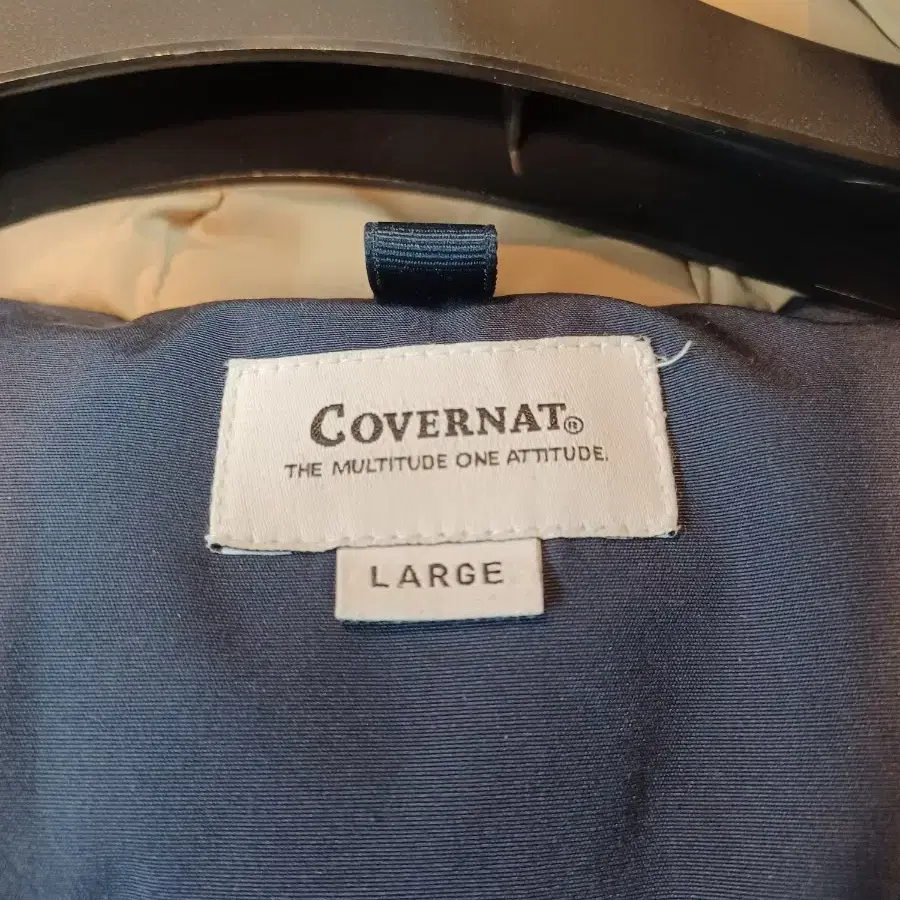 COVERNAT®
THE MULTITUDE ONE ATTITUDE.
LARGE